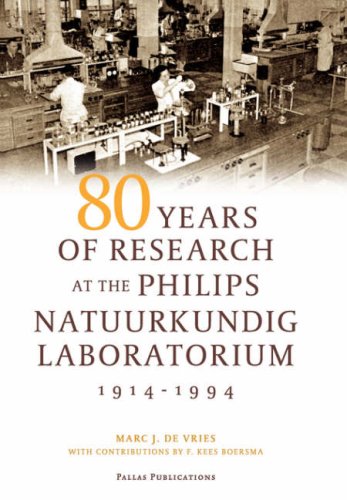 80 YEARS
OF RESEARCH
AT THE PHILIPS
NATUURKUNDIG
LABORATORIUM
1914-1994
MARC J. DE VRIES
WITH CONTRIBUTIONS BY F. KEES BOERSMA
PALLAS PUBLICATIONS